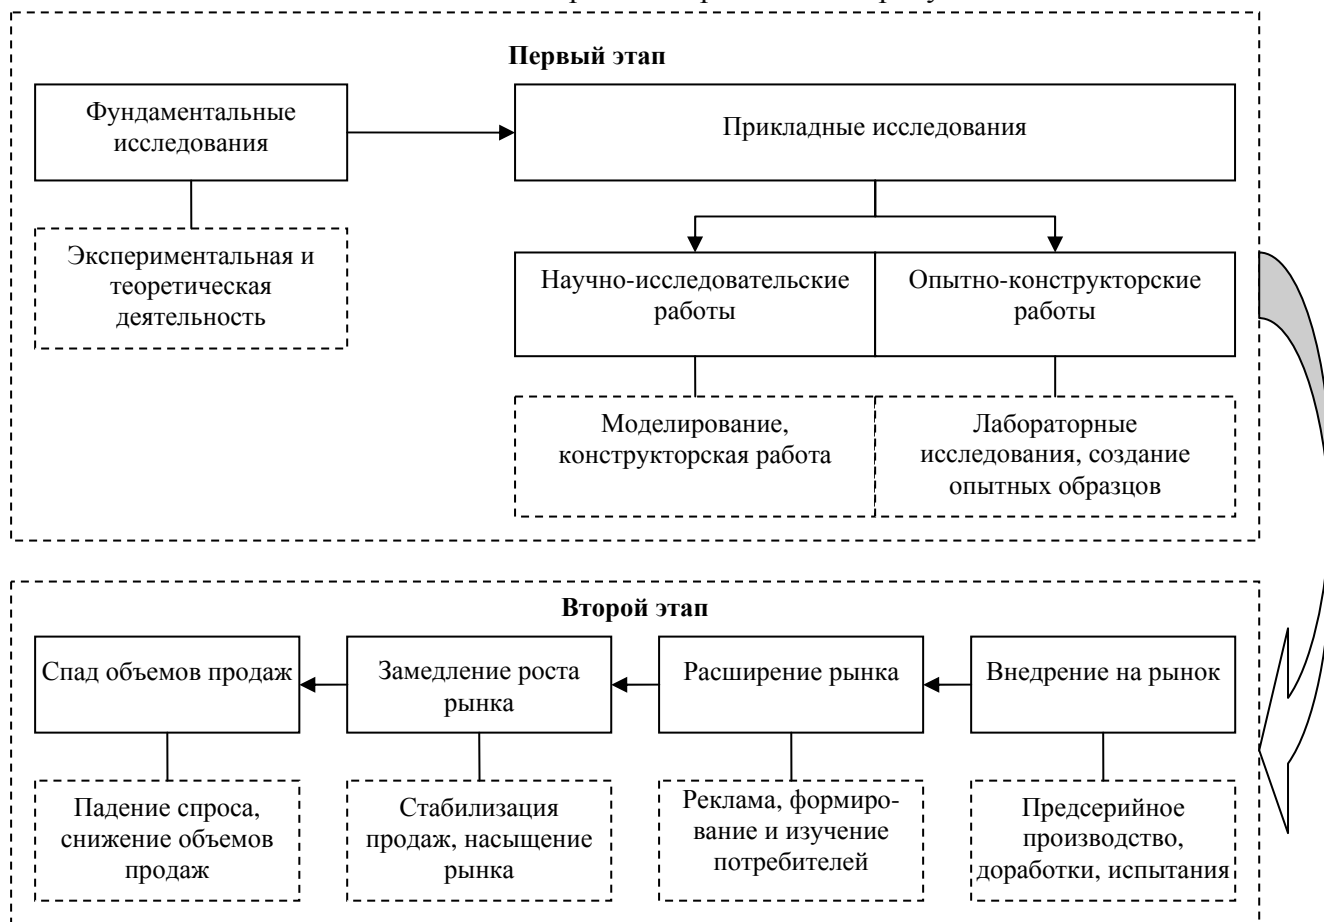 Первый этап
Фундаментальные
исследования
Прикладные исследования
Экспериментальная и
теоретическая
деятельность
Научно-исследовательские
работы
Опытно-конструкторские
работы
Моделирование,
конструкторская работа
Лабораторные
исследования, создание
опытных образцов
Второй этап
Спад объемов продаж
Замедление роста
рынка
Расширение рынка
Внедрение на рынок
Падение спроса,
снижение объемов
продаж
Стабилизация
продаж, насыщение
рынка
Реклама, формиро-
вание и изучение
потребителей
Предсерийное
производство,
доработки, испытания